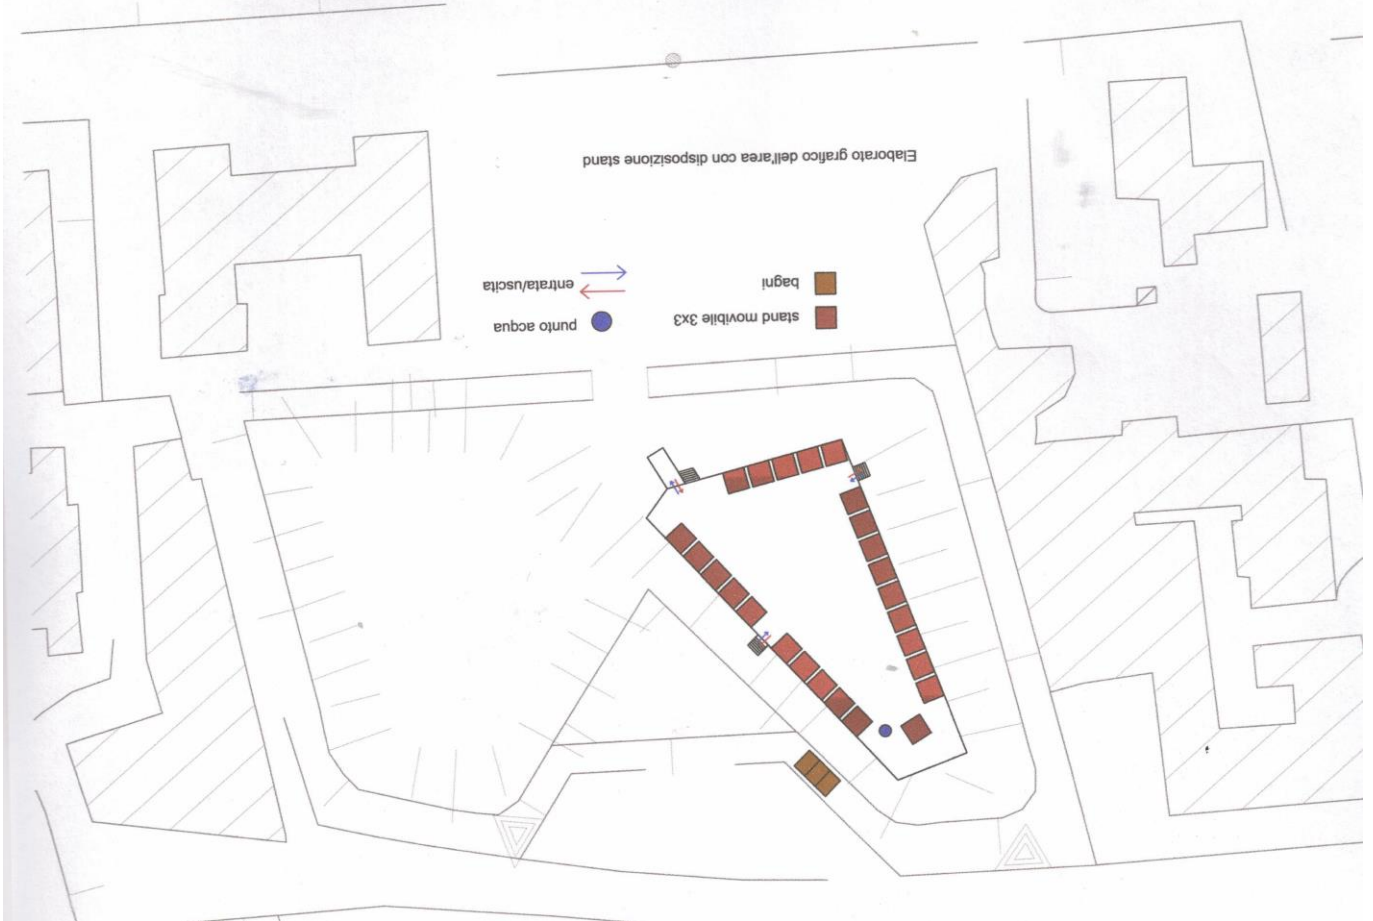 stand movibile 3x3
punto acqua
bagni
entrata/uscita
Elaborato grafico dell'area con disposizione stand